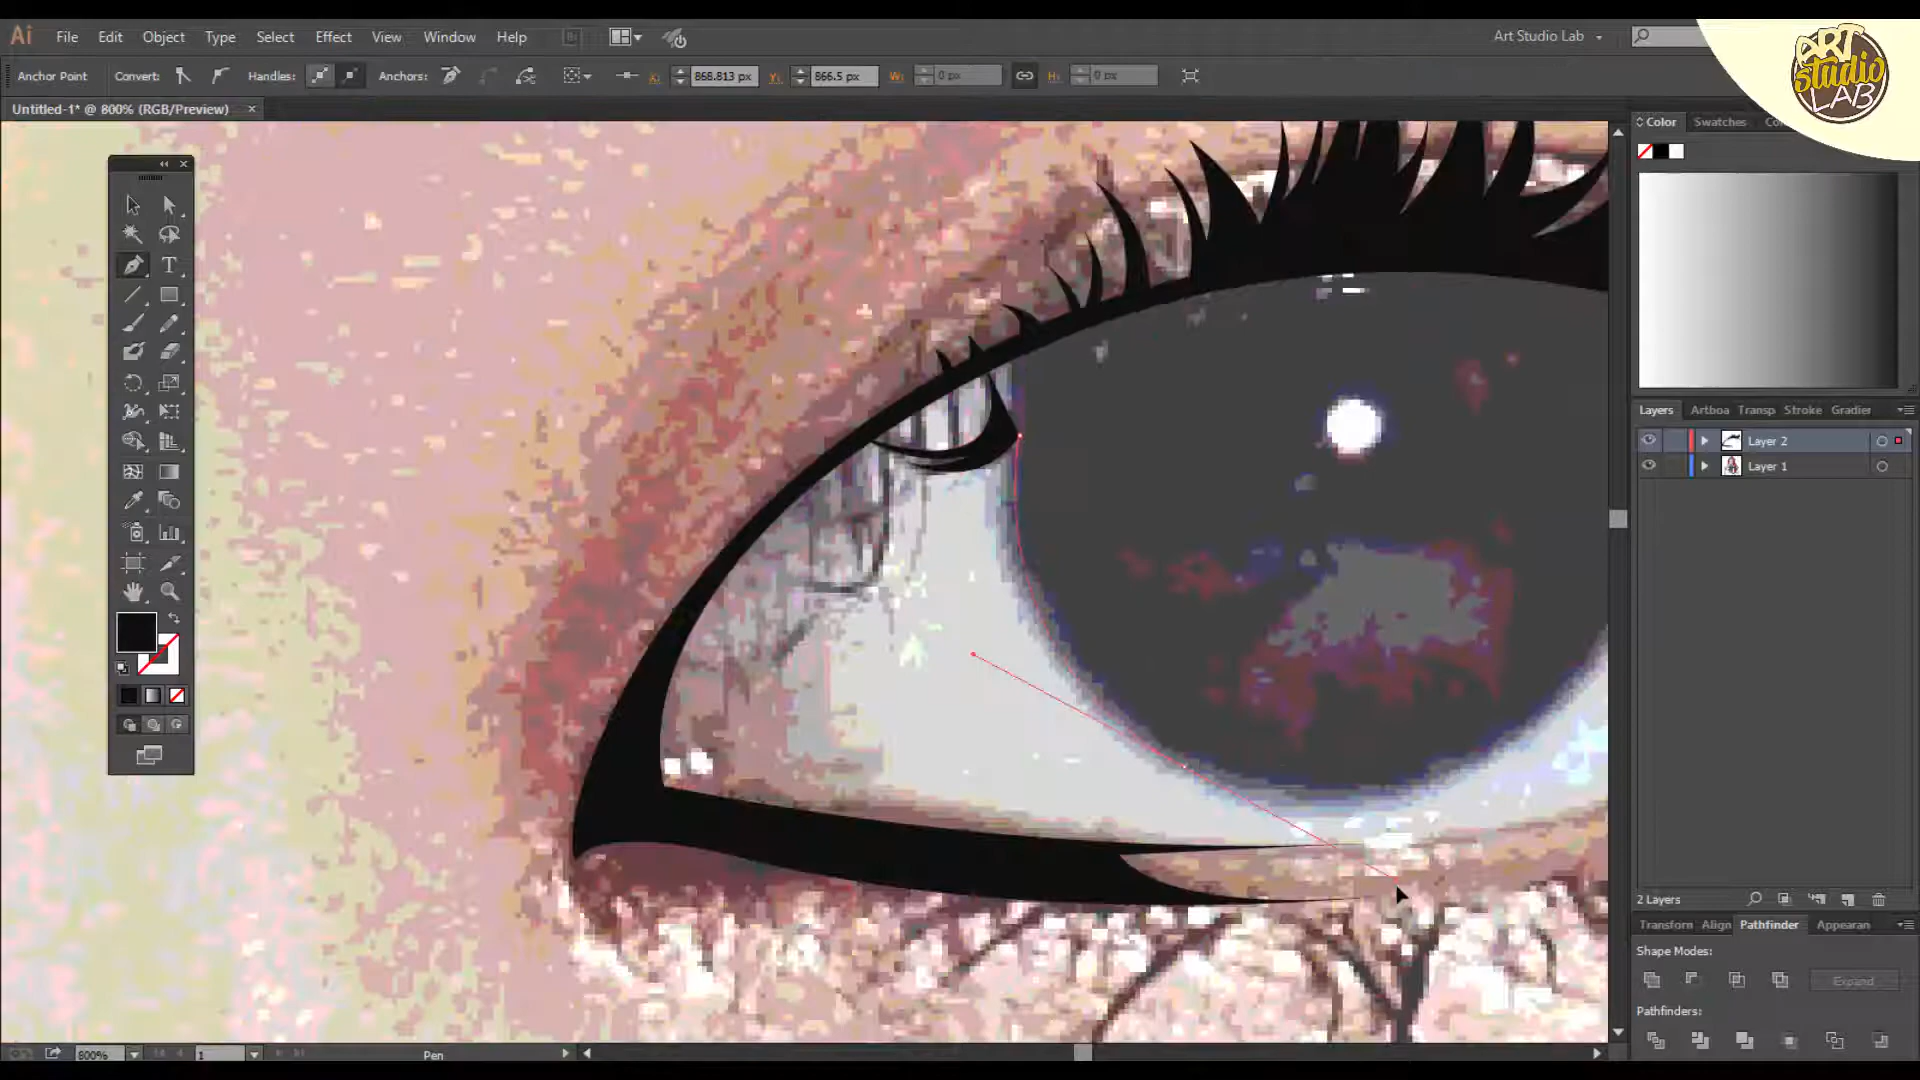 Ai File Edit Object Type Select Effect View Window Help Br Art Studio Lab
ART
studio
LAB
Anchor Point Convert: Handles: Anchors: X: 868.813 px Y: 866.5 px W: 0 px H: 0 px
Untitled-1* @ 800% (RGB/Preview) ×
Color Swatches
T
Layers Artboa Transp Stroke Gradier
Layer 2
Layer 1
2 Layers
Transform Align Pathfinder Appearan
Shape Modes:
Expand
Pathfinders:
800% 1 Pen